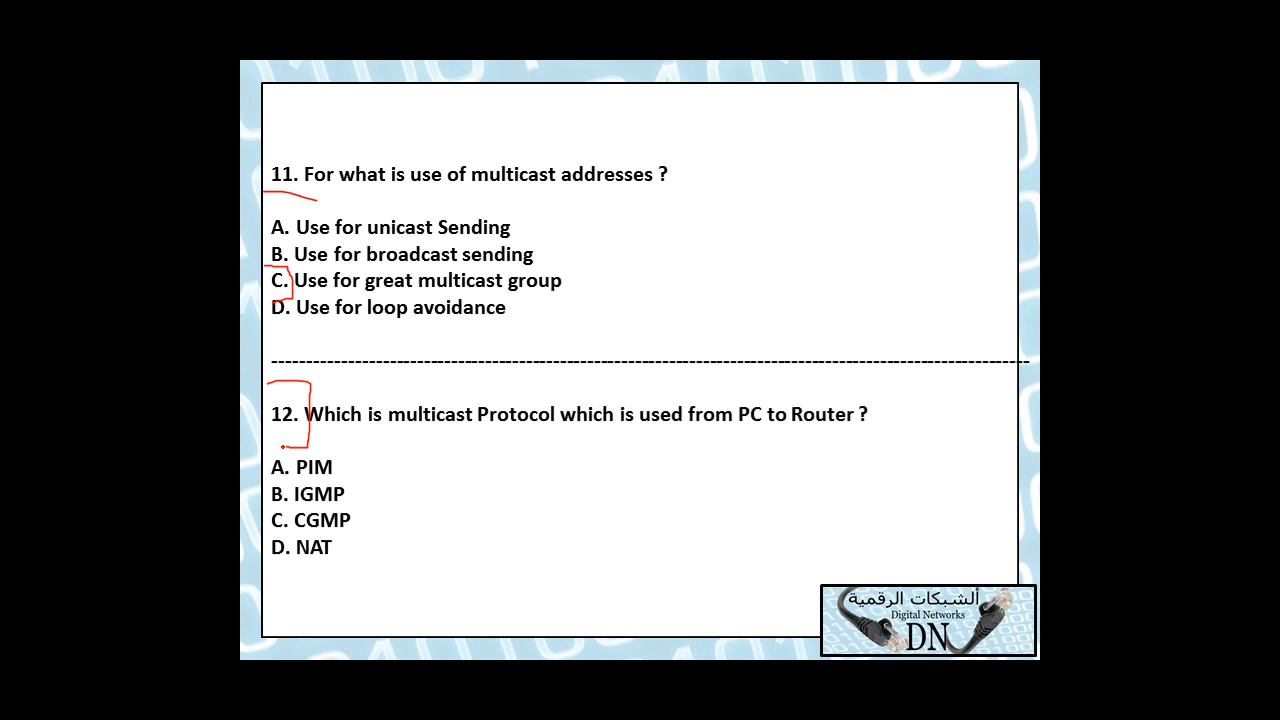 11. For what is use of multicast addresses ?
A. Use for unicast Sending
B. Use for broadcast sending
C. Use for great multicast group
D. Use for loop avoidance
-----------------------------------------------------------------------------------------------------------
12. Which is multicast Protocol which is used from PC to Router ?
A. PIM
B. IGMP
C. CGMP
D. NAT
ألشبكات الرقمية
Digital Networks
DN